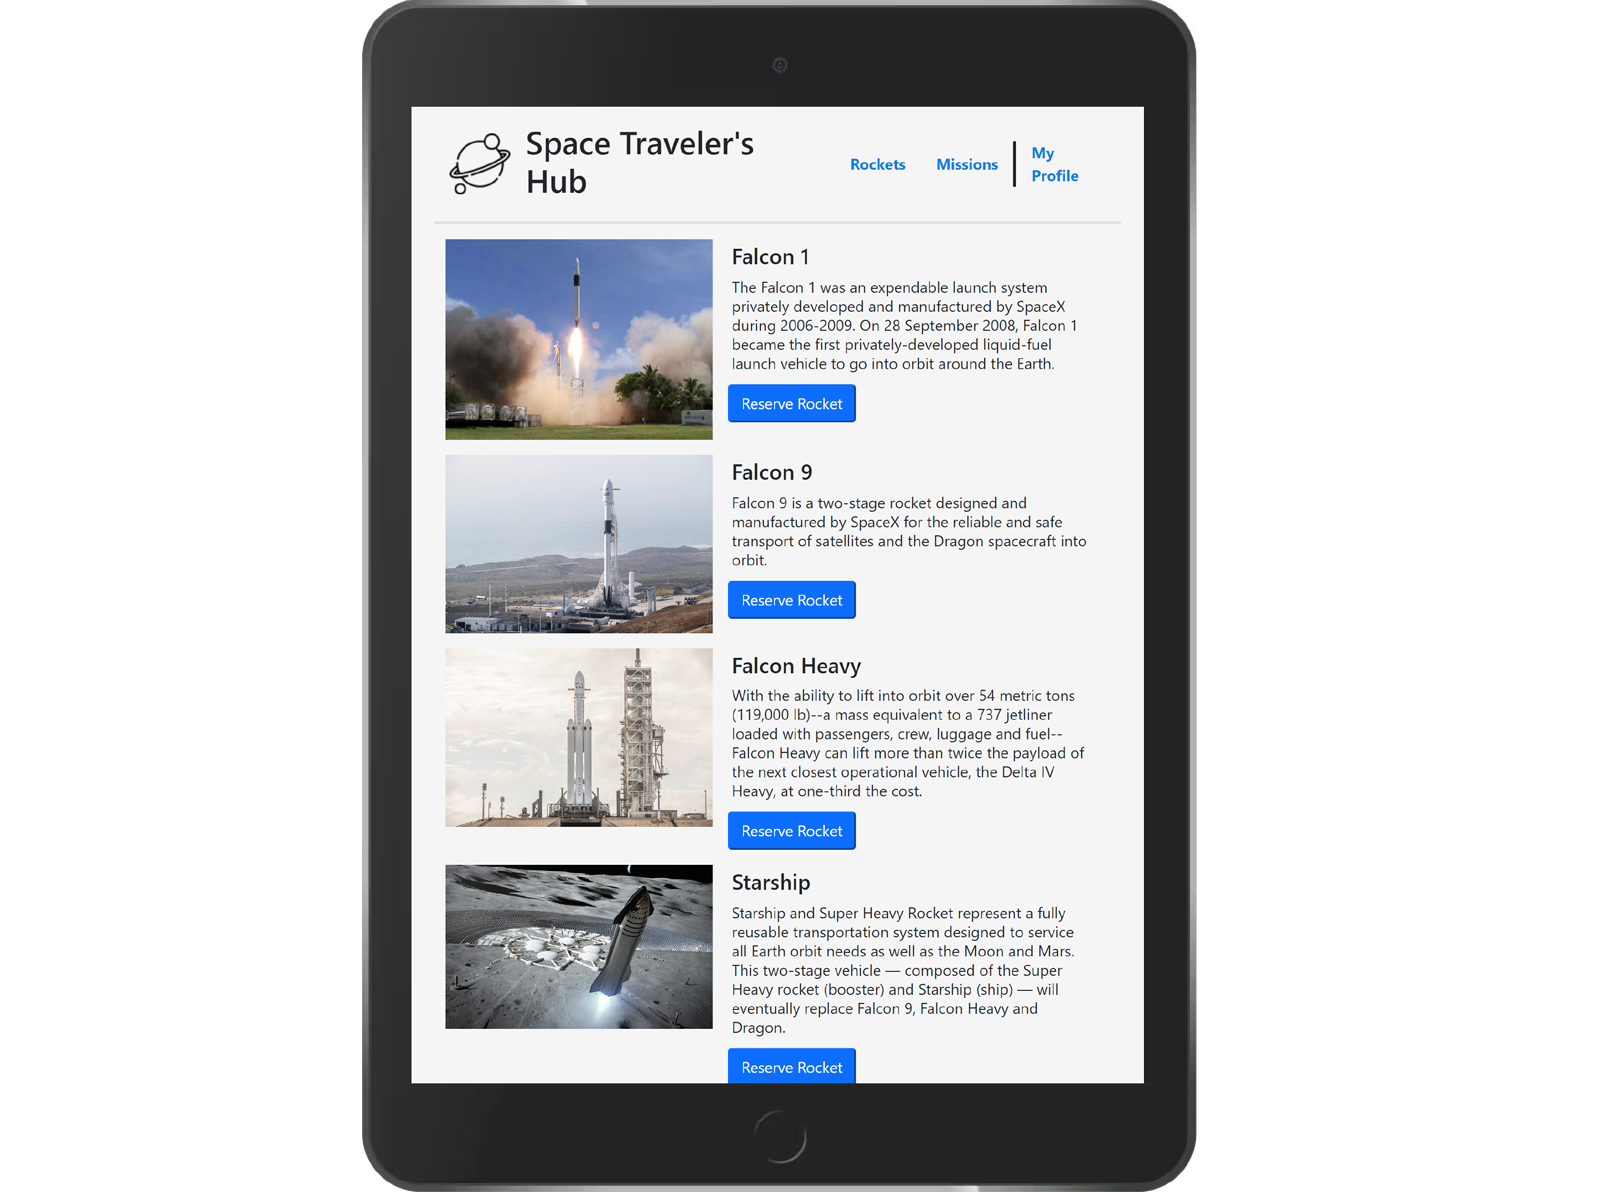 Space Traveler's
Hub
Rockets
Missions
My
Profile
Falcon 1
The Falcon 1 was an expendable launch system
privately developed and manufactured by SpaceX
during 2006-2009. On 28 September 2008, Falcon 1
became the first privately-developed liquid-fuel
launch vehicle to go into orbit around the Earth.
Reserve Rocket
Falcon 9
Falcon 9 is a two-stage rocket designed and
manufactured by SpaceX for the reliable and safe
transport of satellites and the Dragon spacecraft into
orbit.
Reserve Rocket
Falcon Heavy
With the ability to lift into orbit over 54 metric tons
(119,000 lb)--a mass equivalent to a 737 jetliner
loaded with passengers, crew, luggage and fuel--
Falcon Heavy can lift more than twice the payload of
the next closest operational vehicle, the Delta IV
Heavy, at one-third the cost.
Reserve Rocket
Starship
Starship and Super Heavy Rocket represent a fully
reusable transportation system designed to service
all Earth orbit needs as well as the Moon and Mars.
This two-stage vehicle — composed of the Super
Heavy rocket (booster) and Starship (ship) — will
eventually replace Falcon 9, Falcon Heavy and
Dragon.
Reserve Rocket